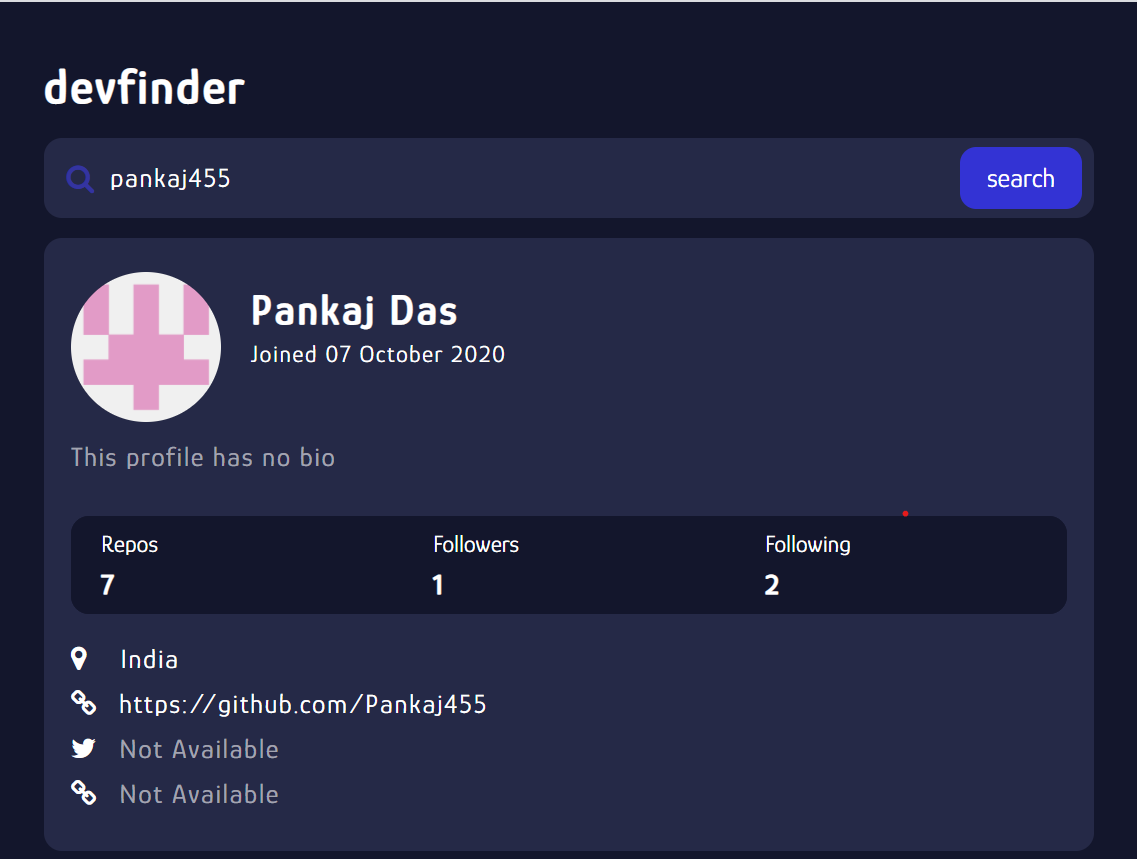 devfinder
pankaj455
search
Pankaj Das
Joined 07 October 2020
This profile has no bio
Repos Followers Following
7 1 2
India
https://github.com/Pankaj455
Not Available
Not Available